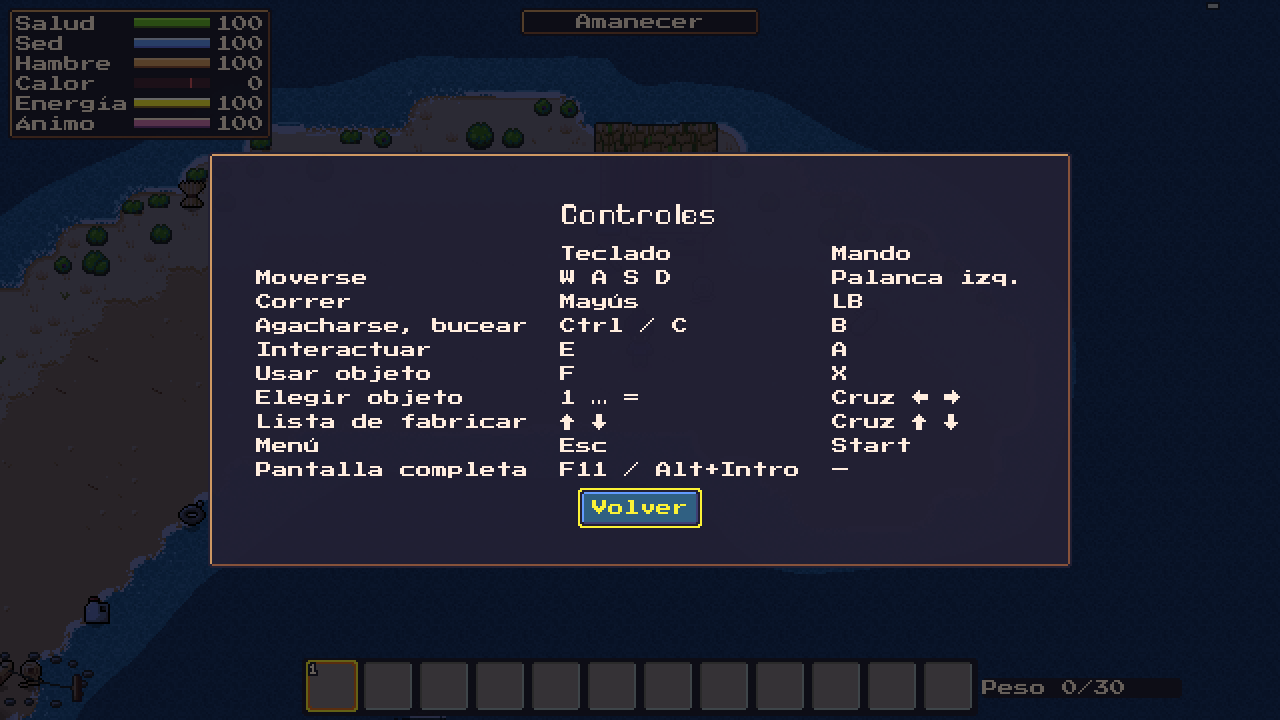 Salud 100
Sed 100
Hambre 100
Calor 0
Energía 100
Ánimo 100
Amanecer
Controles
Teclado Mando
Moverse W A S D Palanca izq.
Correr Mayús LB
Agacharse, bucear Ctrl / C B
Interactuar E A
Usar objeto F X
Elegir objeto 1 … = Cruz ← →
Lista de fabricar ↑ ↓ Cruz ↑ ↓
Menú Esc Start
Pantalla completa F11 / Alt+Intro —
Volver
1
Peso 0/30